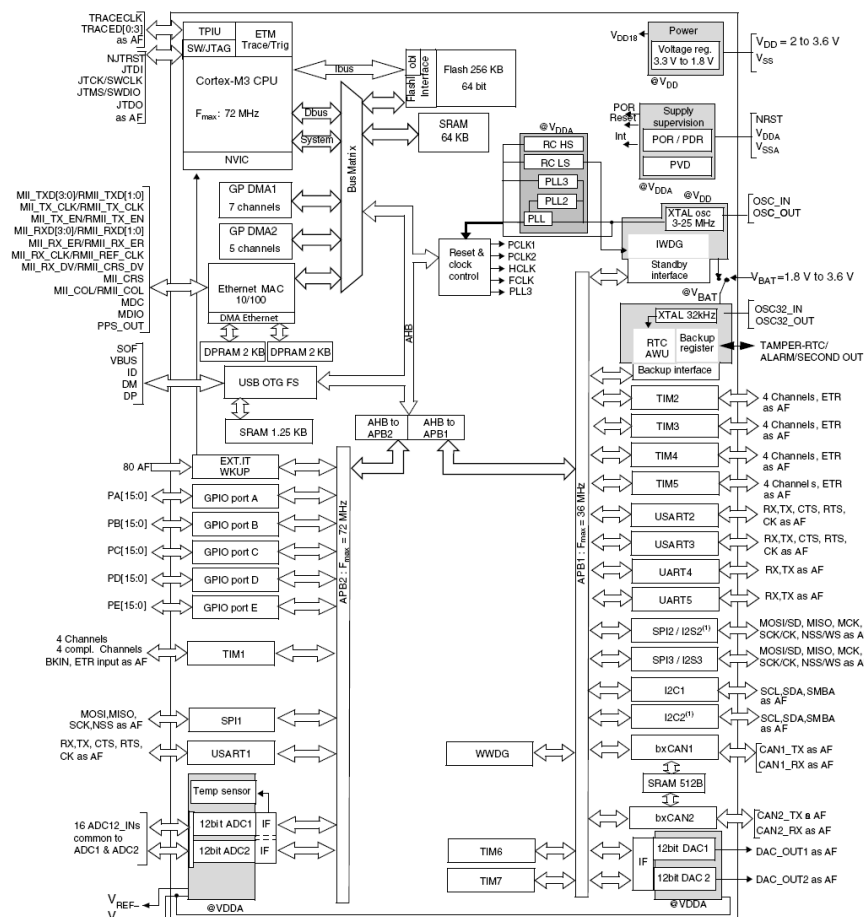 TRACECLK
TRACED[0:3]
as AF
NJTRST
JTDI
JTCK/SWCLK
JTMS/SWDIO
JTDO
as AF
TPIU
SW/JTAG
ETM
Trace/Trig
Cortex-M3 CPU
Fmax: 72 MHz
NVIC
Ibus
Dbus
System
BusMatrix
Flash obl
Interface
Flash 256 KB
64 bit
SRAM
64 KB
Power
VDD18
Voltage reg.
3.3 V to 1.8 V
@VDD
VDD = 2 to 3.6 V
VSS
POR
Reset
Int
Supply
supervision
POR / PDR
PVD
@VDDA
NRST
VDDA
VSSA
@VDDA
RC HS
RC LS
PLL3
PLL2
PLL
@VDD
XTAL osc
3-25 MHz
OSC_IN
OSC_OUT
IWDG
Standby
interface
VBAT=1.8 V to 3.6 V
@VBAT
GP DMA1
7 channels
GP DMA2
5 channels
MII_TXD[3:0]/RMII_TXD[1:0]
MII_TX_CLK/RMII_TX_CLK
MII_TX_EN/RMII_TX_EN
MII_RXD[3:0]/RMII_RXD[1:0]
MII_RX_ER/RMII_RX_ER
MII_RX_CLK/RMII_REF_CLK
MII_RX_DV/RMII_CRS_DV
MII_CRS
MII_COL/RMII_COL
MDC
MDIO
PPS_OUT
Ethernet MAC
10/100
DMA Ethernet
DPRAM 2 KB
DPRAM 2 KB
Reset &
clock
control
PCLK1
PCLK2
HCLK
FCLK
PLL3
AHB
XTAL 32kHz
OSC32_IN
OSC32_OUT
RTC
AWU
Backup
register
Backup interface
TAMPER-RTC/
ALARM/SECOND OUT
SOF
VBUS
ID
DM
DP
USB OTG FS
SRAM 1.25 KB
AHB to
APB2
AHB to
APB1
80 AF
EXT.IT
WKUP
PA[15:0]
GPIO port A
PB[15:0]
GPIO port B
PC[15:0]
GPIO port C
PD[15:0]
GPIO port D
PE[15:0]
GPIO port E
4 Channels
4 compl. Channels
BKIN, ETR input as AF
TIM1
MOSI,MISO,
SCK,NSS as AF
SPI1
RX,TX, CTS, RTS,
CK as AF
USART1
Temp sensor
16 ADC12_INs
common to
ADC1 & ADC2
12bit ADC1
IF
12bit ADC2
IF
VREF–
V
@VDDA
APB2 : Fmax = 72 MHz
APB1 : Fmax = 36 MHz
TIM2
4 Channels, ETR
as AF
TIM3
4 Channels, ETR
as AF
TIM4
4 Channels, ETR
as AF
TIM5
4 Channels, ETR
as AF
USART2
RX,TX, CTS, RTS,
CK as AF
USART3
RX,TX, CTS, RTS,
CK as AF
UART4
RX,TX as AF
UART5
RX,TX as AF
SPI2 / I2S2(1)
MOSI/SD, MISO, MCK,
SCK/CK, NSS/WS as A
SPI3 / I2S3
MOSI/SD, MISO, MCK,
SCK/CK, NSS/WS as A
I2C1
SCL,SDA,SMBA
as AF
I2C2(1)
SCL,SDA,SMBA
as AF
WWDG
bxCAN1
CAN1_TX as AF
CAN1_RX as AF
SRAM 512B
bxCAN2
CAN2_TX as AF
CAN2_RX as AF
TIM6
TIM7
IF
12bit DAC1
DAC_OUT1 as AF
12bit DAC 2
DAC_OUT2 as AF
@VDDA